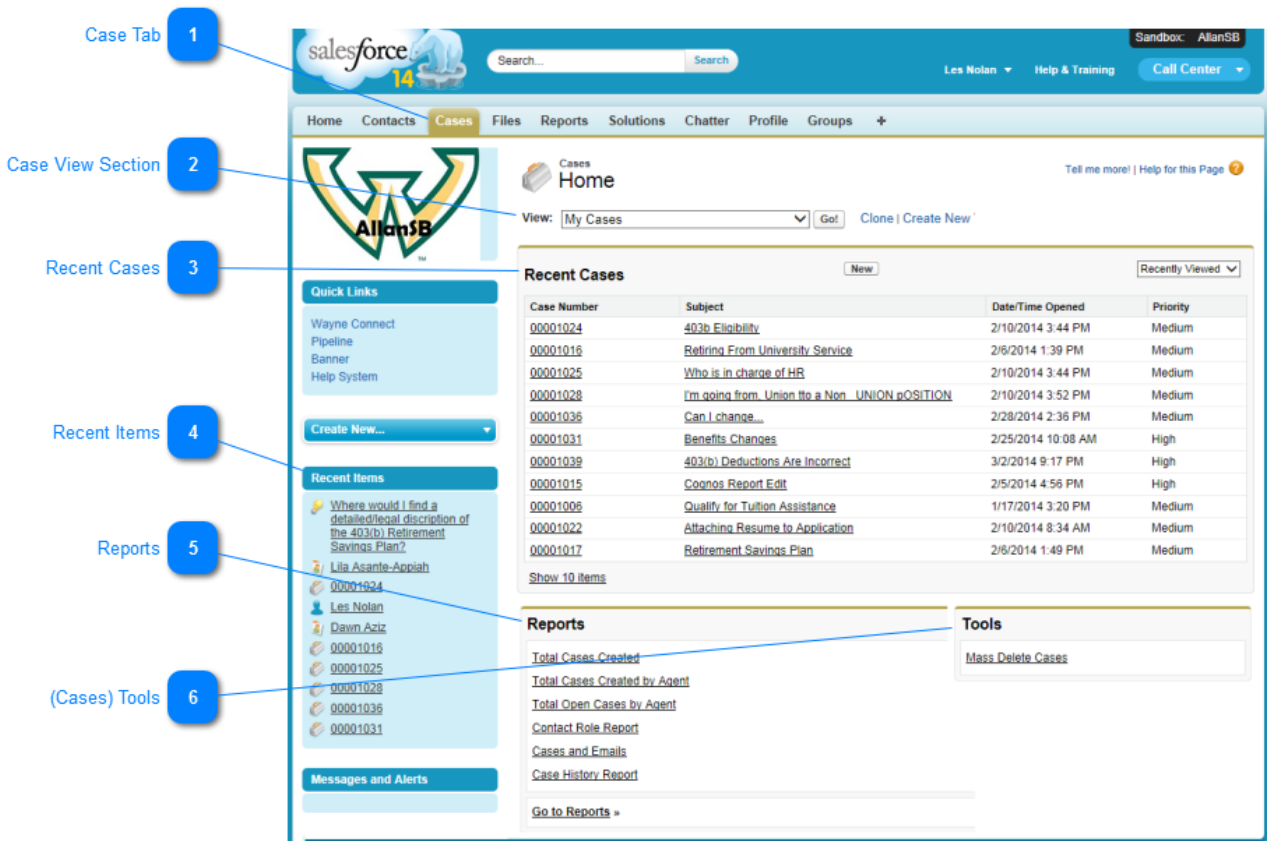 Case Tab 1
salesforce
14
Search... Search
Sandbox: AllanSB
Les Nolan Help & Training Call Center
Home Contacts Cases Files Reports Solutions Chatter Profile Groups +
Case View Section 2
AllanSB
TM
Cases
Home
Tell me more! | Help for this Page ?
View: My Cases Go! Clone | Create New
Recent Cases 3
Recent Cases New Recently Viewed
Case Number Subject Date/Time Opened Priority
00001024 403b Eligibility 2/10/2014 3:44 PM Medium
00001016 Retiring From University Service 2/6/2014 1:39 PM Medium
00001025 Who is in charge of HR 2/10/2014 3:44 PM Medium
00001028 I'm going from, Union tto a Non _UNION pOSITION 2/10/2014 3:52 PM Medium
00001036 Can I change... 2/28/2014 2:36 PM Medium
00001031 Benefits Changes 2/25/2014 10:08 AM High
00001039 403(b) Deductions Are Incorrect 3/2/2014 9:17 PM High
00001015 Cognos Report Edit 2/5/2014 4:56 PM High
00001006 Qualify for Tuition Assistance 1/17/2014 3:20 PM Medium
00001022 Attaching Resume to Application 2/10/2014 8:34 AM Medium
00001017 Retirement Savings Plan 2/6/2014 1:49 PM Medium
Show 10 items
Quick Links
Wayne Connect
Pipeline
Banner
Help System
Create New...
Recent Items 4
Recent Items
Where would I find a
detailed/legal discription of
the 403(b) Retirement
Savings Plan?
Lila Asante-Appiah
00001024
Les Nolan
Dawn Aziz
00001016
00001025
00001028
00001036
00001031
Messages and Alerts
Reports 5
Reports
Total Cases Created
Total Cases Created by Agent
Total Open Cases by Agent
Contact Role Report
Cases and Emails
Case History Report
Go to Reports »
(Cases) Tools 6
Tools
Mass Delete Cases